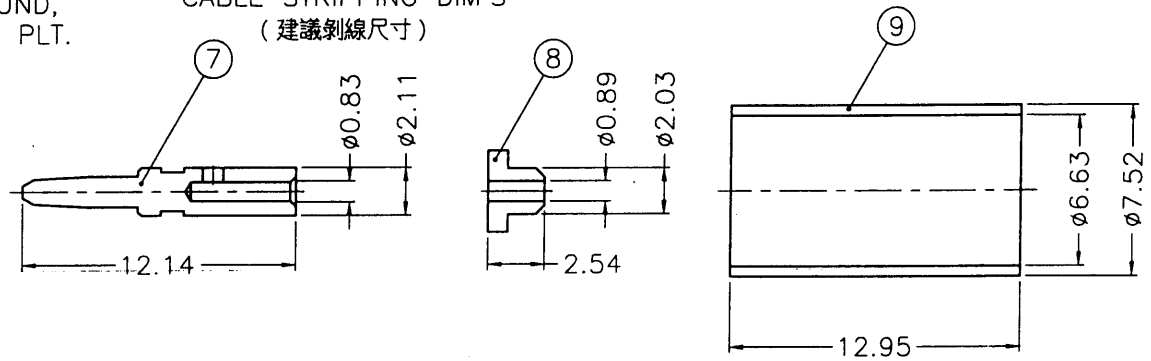 UND,
PLT.
CABLE STRIPPING DIM'S
(建議剝線尺寸)
7
ø0.83
ø2.11
12.14
8
ø0.89
ø2.03
2.54
9
ø6.63
ø7.52
12.95